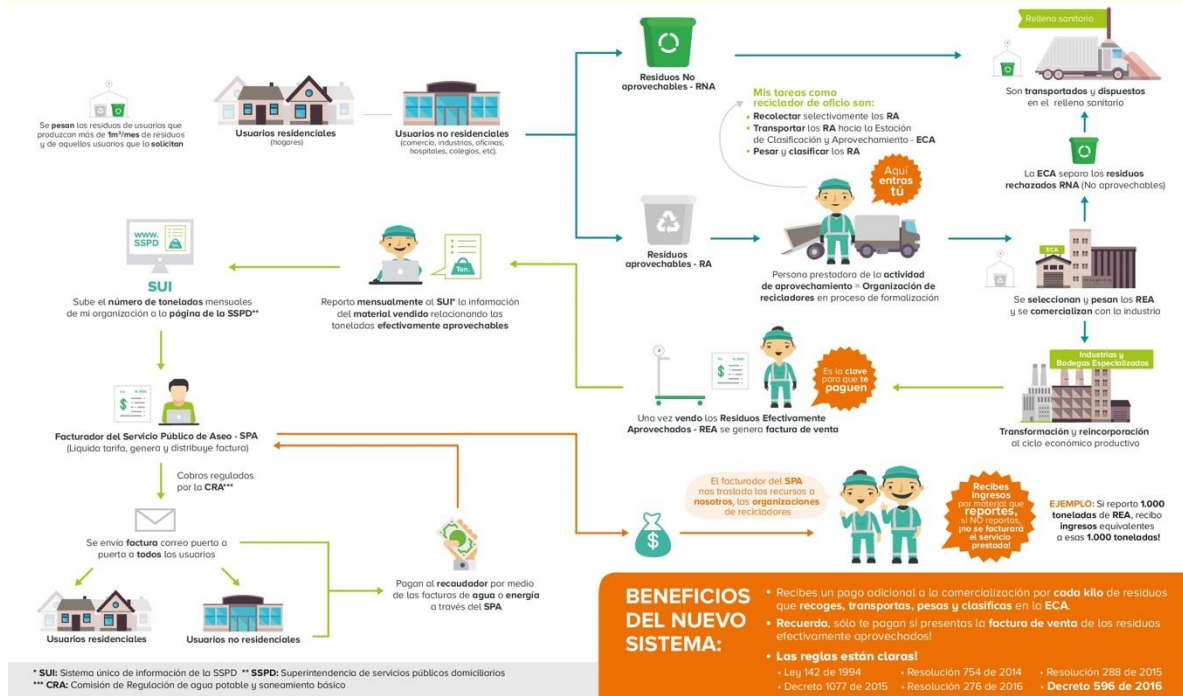 Se pesan los residuos de usuarios que
produzcan más de 1m³/mes de residuos
y de aquellos usuarios que lo solicitan
Usuarios residenciales
(hogares)
Usuarios no residenciales
(comercio, industrias, oficinas,
hospitales, colegios, etc).
Residuos No
aprovechables - RNA
Relleno sanitario
Son transportados y dispuestos
en el relleno sanitario
Mis tareas como
reciclador de oficio son:
• Recolectar selectivamente los RA
• Transportar los RA hacia la Estación
de Clasificación y Aprovechamiento - ECA
• Pesar y clasificar los RA
Aquí
entras
tú
La ECA separa los residuos
rechazados RNA (No aprovechables)
Residuos
aprovechables - RA
Persona prestadora de la actividad
de aprovechamiento = Organización de
recicladores en proceso de formalización
ECA
Se seleccionan y pesan los REA
y se comercializan con la industria
www.
SSPD
Ton.
SUI
Sube el número de toneladas mensuales
de mi organización a la página de la SSPD**
Ton.
Reporto mensualmente al SUI* la información
del material vendido relacionando las
toneladas efectivamente aprovechables
$
Es la clave
para que te
paguen
Una vez vendo los Residuos Efectivamente
Aprovechados - REA se genera factura de venta
Industrias y
Bodegas Especializadas
Transformación y reincorporación
al ciclo económico productivo
$
Facturador del Servicio Público de Aseo - SPA
(Liquida tarifa, genera y distribuye factura)
Cobros regulados
por la CRA***
Se envía factura correo puerta a
puerta a todos los usuarios
Usuarios residenciales
Usuarios no residenciales
Pagan al recaudador por medio
de las facturas de agua o energía
a través del SPA
$
El facturador del SPA
nos traslada los recursos a
nosotros, las organizaciones
de recicladores
Recibes
ingresos
por material que
reportes,
si NO reportas,
¡no se facturará
el servicio
prestado!
EJEMPLO: Si reporto 1.000
toneladas de REA, recibo
ingresos equivalentes
a esas 1.000 toneladas!
BENEFICIOS
DEL NUEVO
SISTEMA:
• Recibes un pago adicional a la comercialización por cada kilo de residuos
que recoges, transportas, pesas y clasificas en la ECA.
• Recuerda, sólo te pagan si presentas la factura de venta de los residuos
efectivamente aprovechados!
• Las reglas están claras!
• Ley 142 de 1994 • Resolución 754 de 2014 • Resolución 288 de 2015
• Decreto 1077 de 2015 • Resolución 276 de 2016 • Decreto 596 de 2016
* SUI: Sistema único de información de la SSPD ** SSPD: Superintendencia de servicios públicos domiciliarios
*** CRA: Comisión de Regulación de agua potable y saneamiento básico